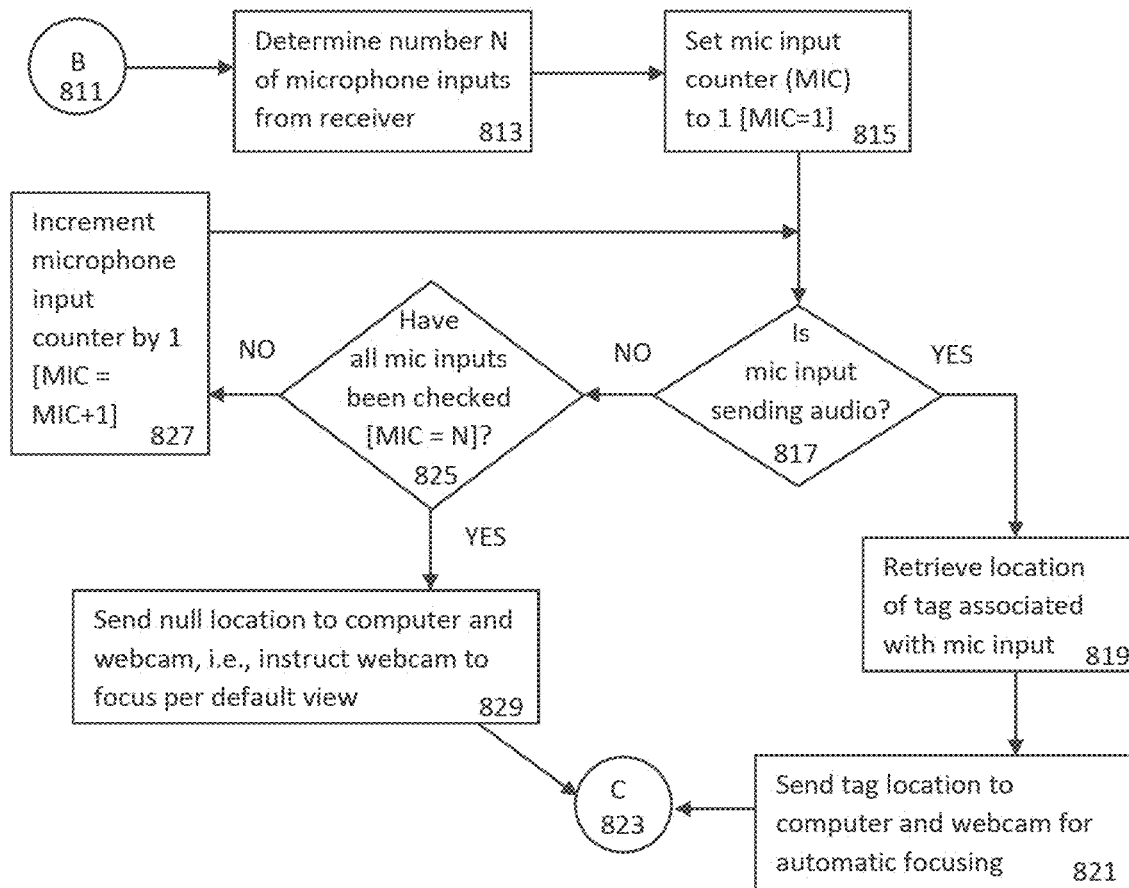 B
811
Determine number N
of microphone inputs
from receiver
813
Set mic input
counter (MIC)
to 1 [MIC=1]
815
Increment
microphone
input
counter by 1
[MIC =
MIC+1]
827
NO
Have
all mic inputs
been checked
[MIC = N]?
825
NO
Is
mic input
sending audio?
817
YES
YES
Retrieve location
of tag associated
with mic input
819
Send null location to computer and
webcam, i.e., instruct webcam to
focus per default view
829
C
823
Send tag location to
computer and webcam for
automatic focusing
821